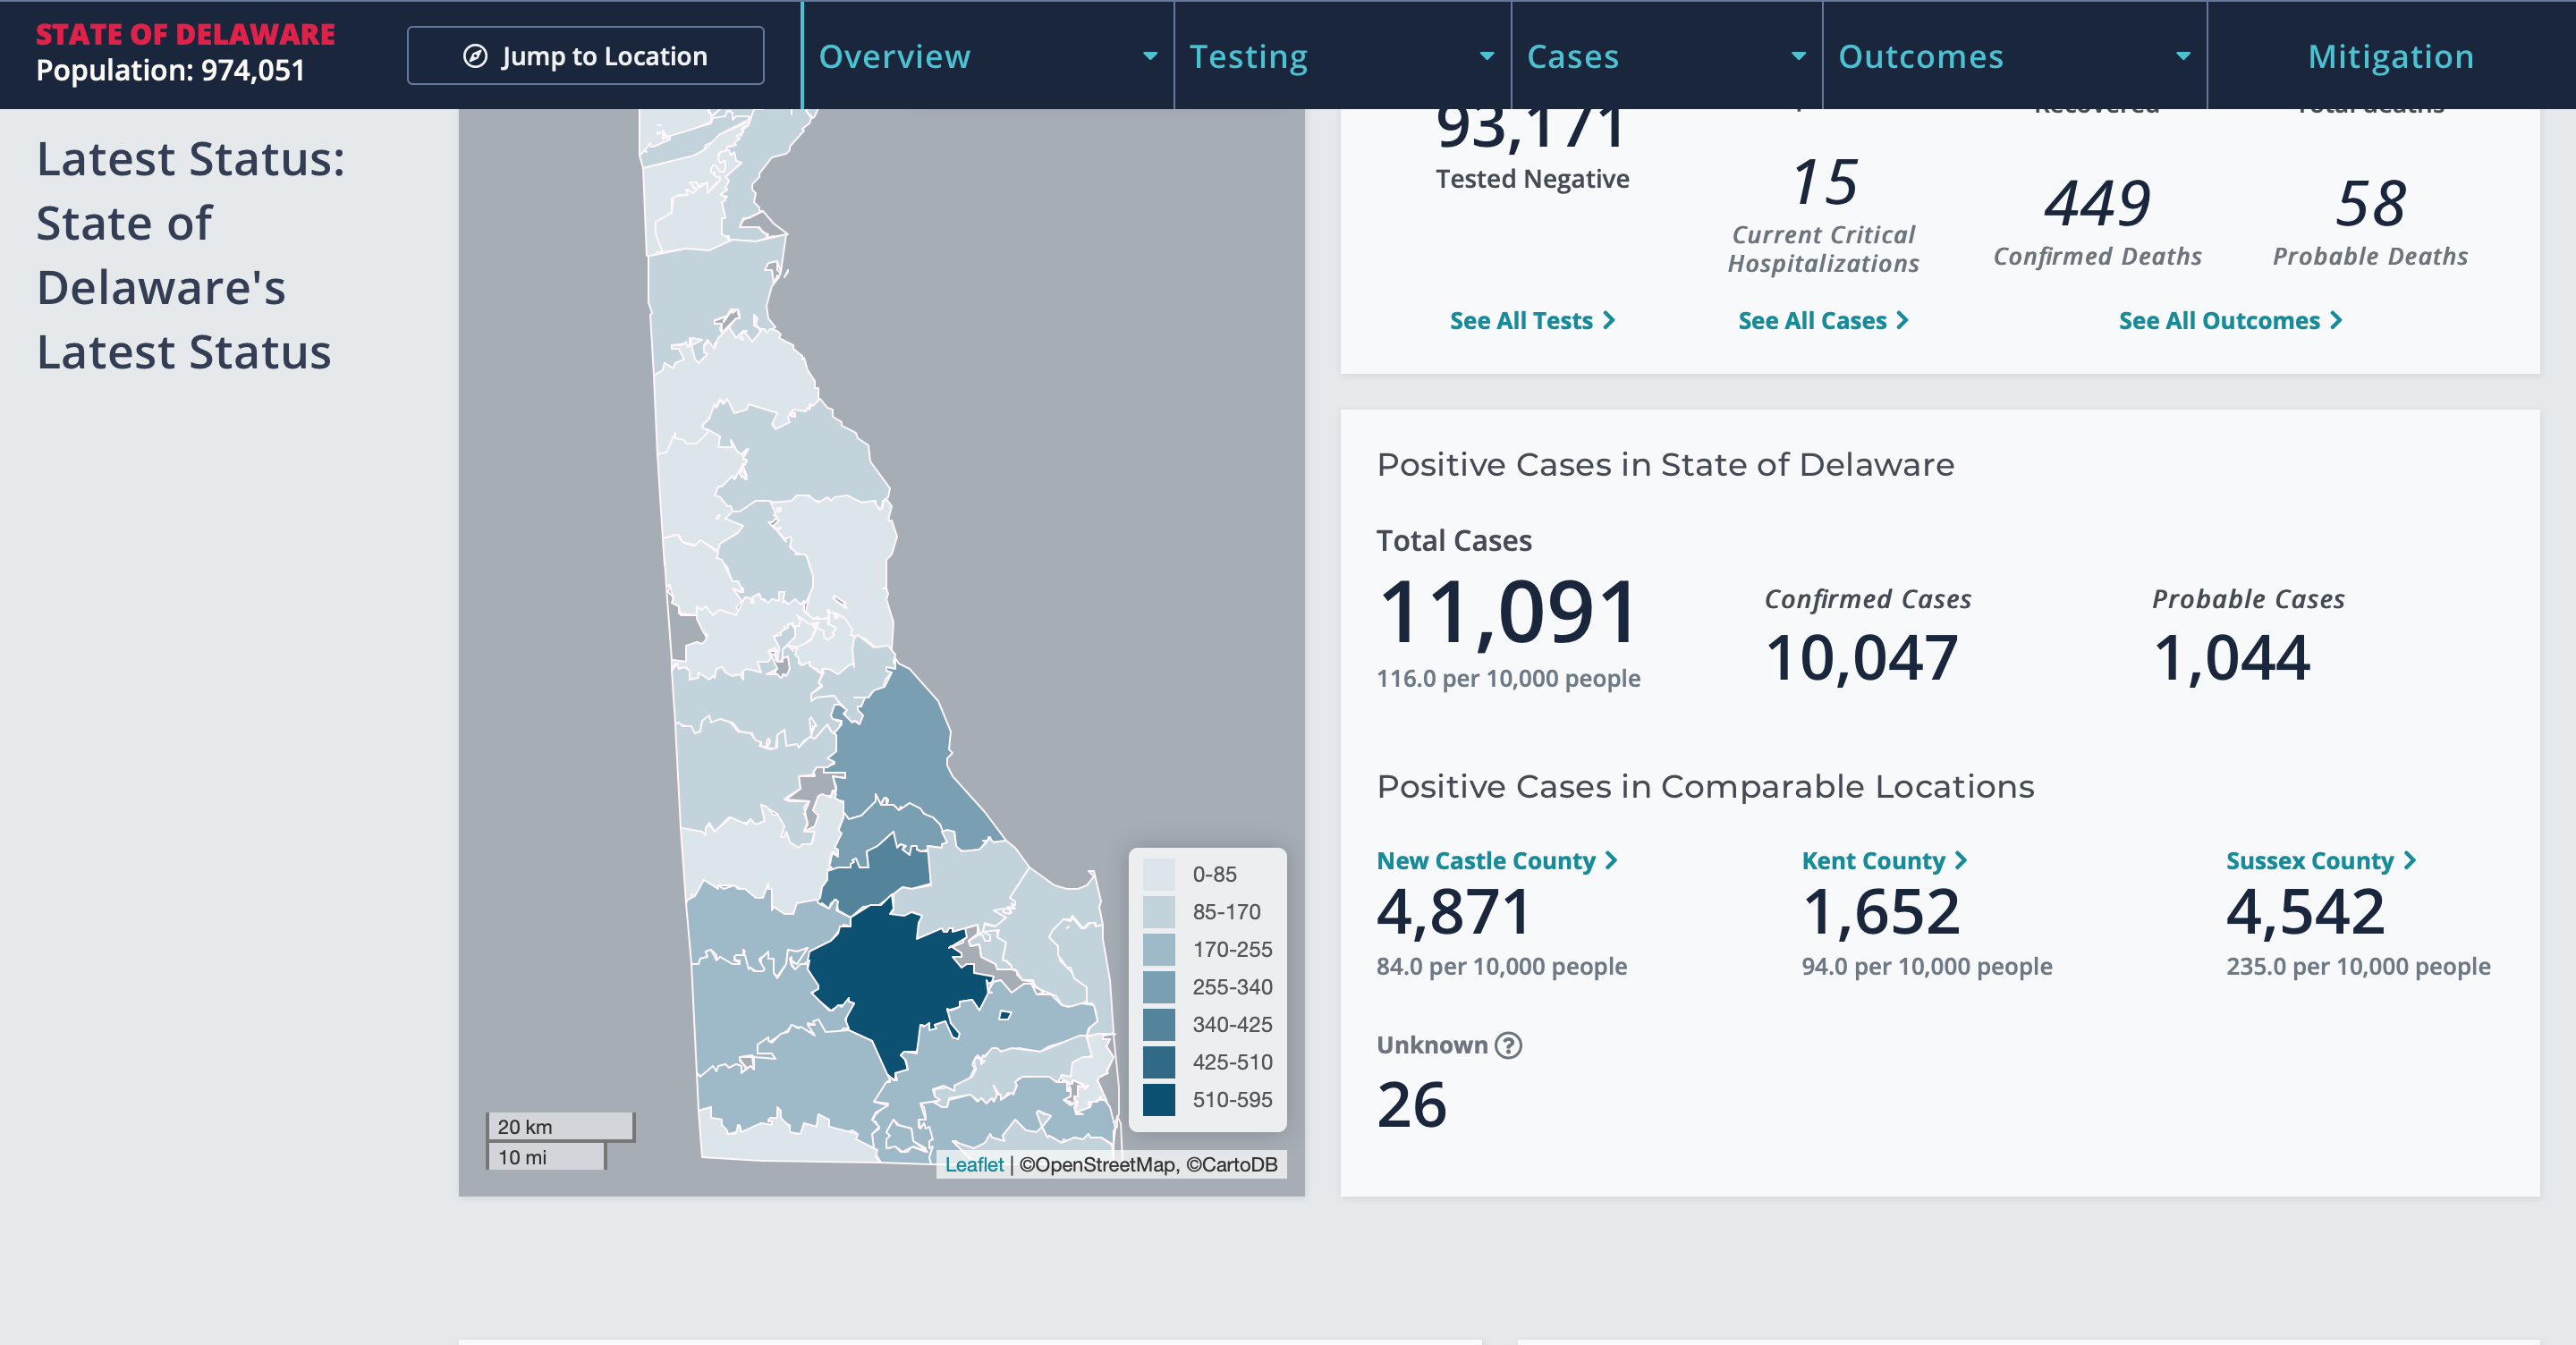 STATE OF DELAWARE
Population: 974,051
Jump to Location
Overview
Testing
Cases
Outcomes
Mitigation
Latest Status:
State of
Delaware's
Latest Status
93,171
Tested Negative
15
Current Critical
Hospitalizations
Recovered
449
Confirmed Deaths
Total deaths
58
Probable Deaths
See All Tests
See All Cases
See All Outcomes
Positive Cases in State of Delaware
Total Cases
11,091
116.0 per 10,000 people
Confirmed Cases
10,047
Probable Cases
1,044
Positive Cases in Comparable Locations
New Castle County
4,871
84.0 per 10,000 people
Kent County
1,652
94.0 per 10,000 people
Sussex County
4,542
235.0 per 10,000 people
Unknown ?
26
0-85
85-170
170-255
255-340
340-425
425-510
510-595
20 km
10 mi
Leaflet | ©OpenStreetMap, ©CartoDB